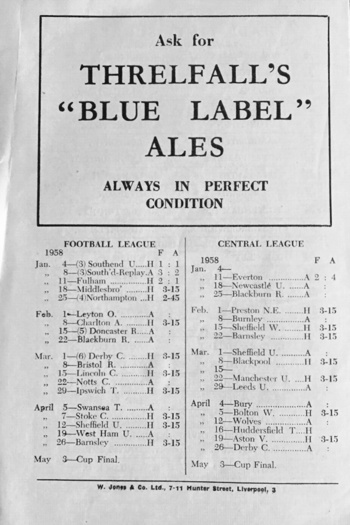 Ask for
THRELFALL'S
"BLUE LABEL"
ALES
ALWAYS IN PERFECT
CONDITION
FOOTBALL LEAGUE
1958 F A
Jan. 4—(3) Southend U....H 1 : 1
„ 8—(3)South'd-Replay.A 3 : 2
„ 11—Fulham ...............H 2 : 1
„ 18—Middlesbro' .........H 3-15
„ 25—(4)Northampton ...H 2-45
Feb. 1—Leyton O. ............A :
„ 8—Charlton A. .........H 3-15
„ 15—(5) Doncaster R....A :
„ 22—Blackburn R. ......A :
Mar. 1—(6) Derby C. ........H 3-15
„ 8—Bristol R. ............A :
„ 15—Lincoln C. ............H 3-15
„ 22—Notts C. ...............A :
„ 29—Ipswich T. ............H 3-15
April 5—Swansea T. .........A :
„ 7—Stoke C. ...............H 3-15
„ 12—Sheffield U. .........H 3-15
„ 19—West Ham U. ......A :
„ 26—Barnsley ...............H 3-15
May 3—Cup Final.
CENTRAL LEAGUE
1958 F A
Jan. 4—
„ 11—Everton ...............A 2 : 4
„ 18—Newcastle U. ......A :
„ 25—Blackburn R. ......A :
Feb. 1—Preston N.E. .........H 3-15
„ 8—Burnley ...............A :
„ 15—Sheffield W. .........H 3-15
„ 22—Barnsley ...............H 3-15
Mar. 1—Sheffield U. .........A :
„ 8—Blackpool ............H 3-15
„ 15—
„ 22—Manchester U. ....H 3-15
„ 29—Leeds U. ...............A :
April 4—Bury .....................A :
„ 5—Bolton W. ............H 3-15
„ 12—Wolves ..................A :
„ 16—Huddersfield T....H
„ 19—Aston V. ...............H 3-15
„ 26—Derby C. ...............A :
May 3—Cup Final.
W. Jones & Co. Ltd., 7-11 Hunter Street, Liverpool, 3